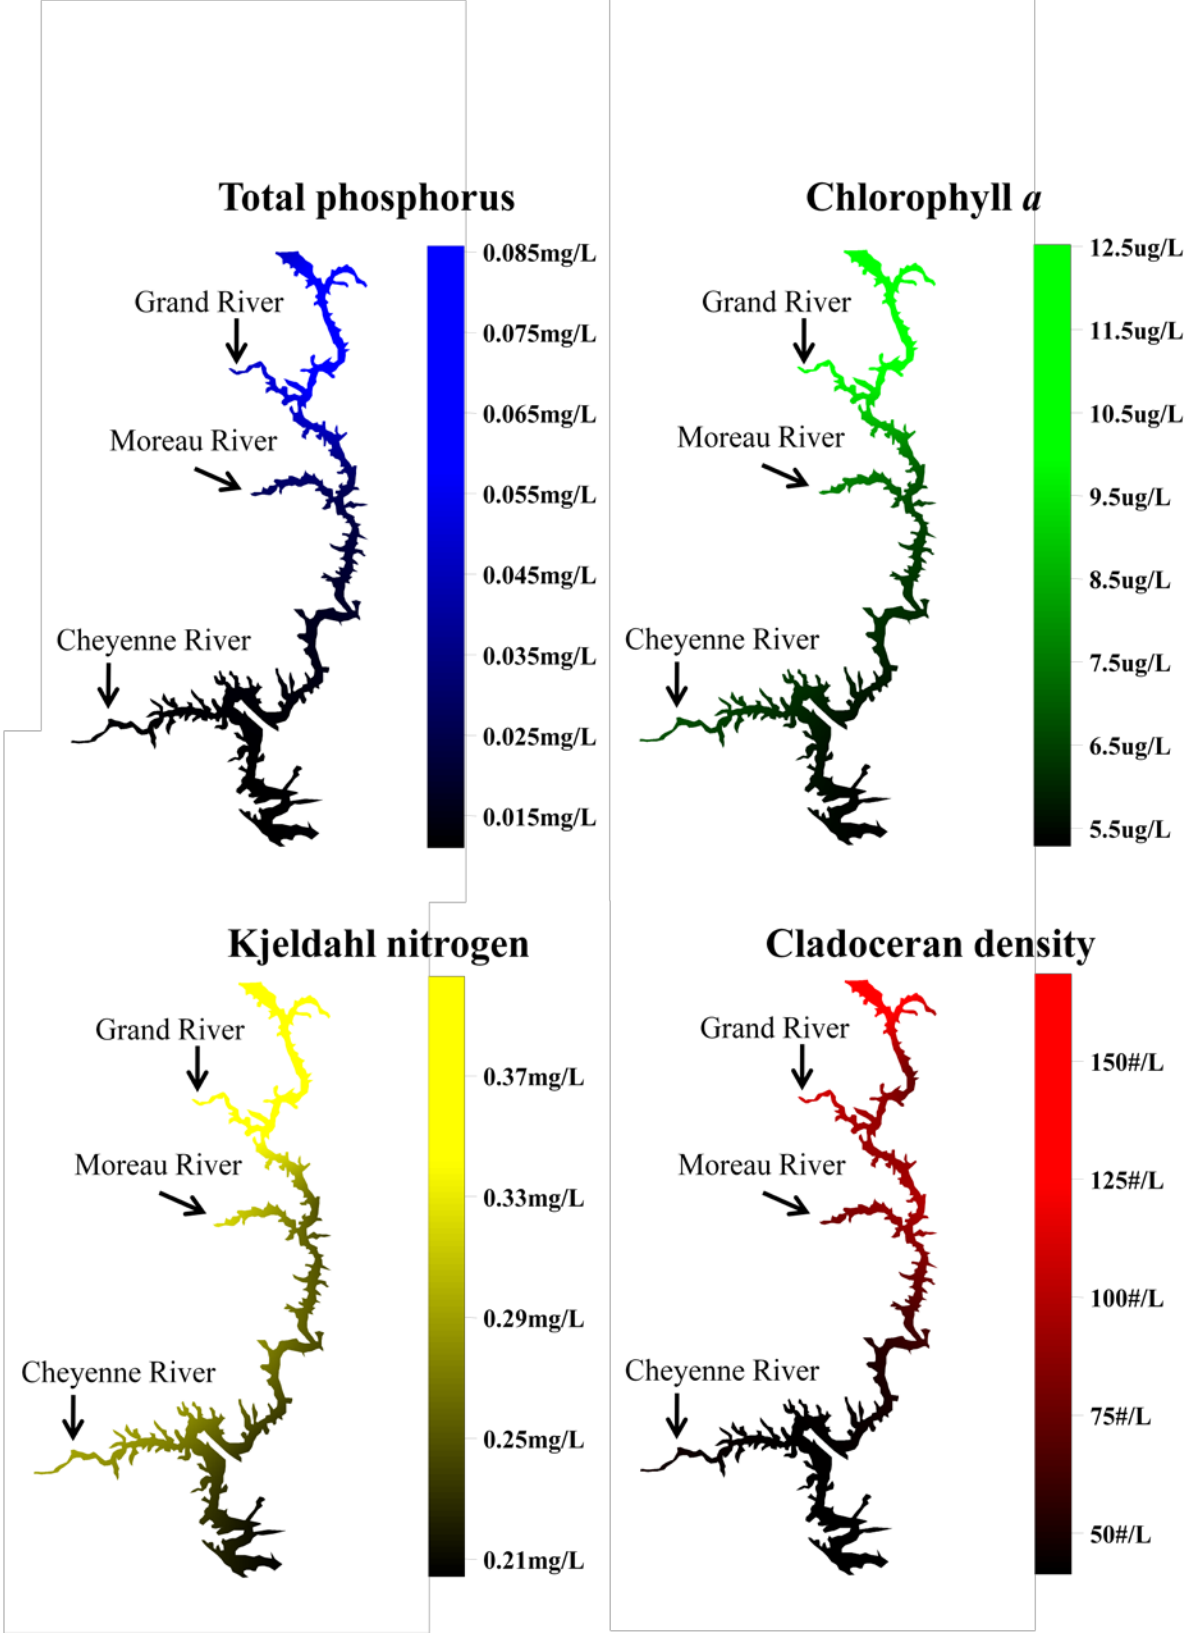 Total phosphorus
0.085mg/L
0.075mg/L
0.065mg/L
0.055mg/L
0.045mg/L
0.035mg/L
0.025mg/L
0.015mg/L
Grand River
Moreau River
Cheyenne River
Chlorophyll a
12.5ug/L
11.5ug/L
10.5ug/L
9.5ug/L
8.5ug/L
7.5ug/L
6.5ug/L
5.5ug/L
Grand River
Moreau River
Cheyenne River
Kjeldahl nitrogen
0.37mg/L
0.33mg/L
0.29mg/L
0.25mg/L
0.21mg/L
Grand River
Moreau River
Cheyenne River
Cladoceran density
150#/L
125#/L
100#/L
75#/L
50#/L
Grand River
Moreau River
Cheyenne River